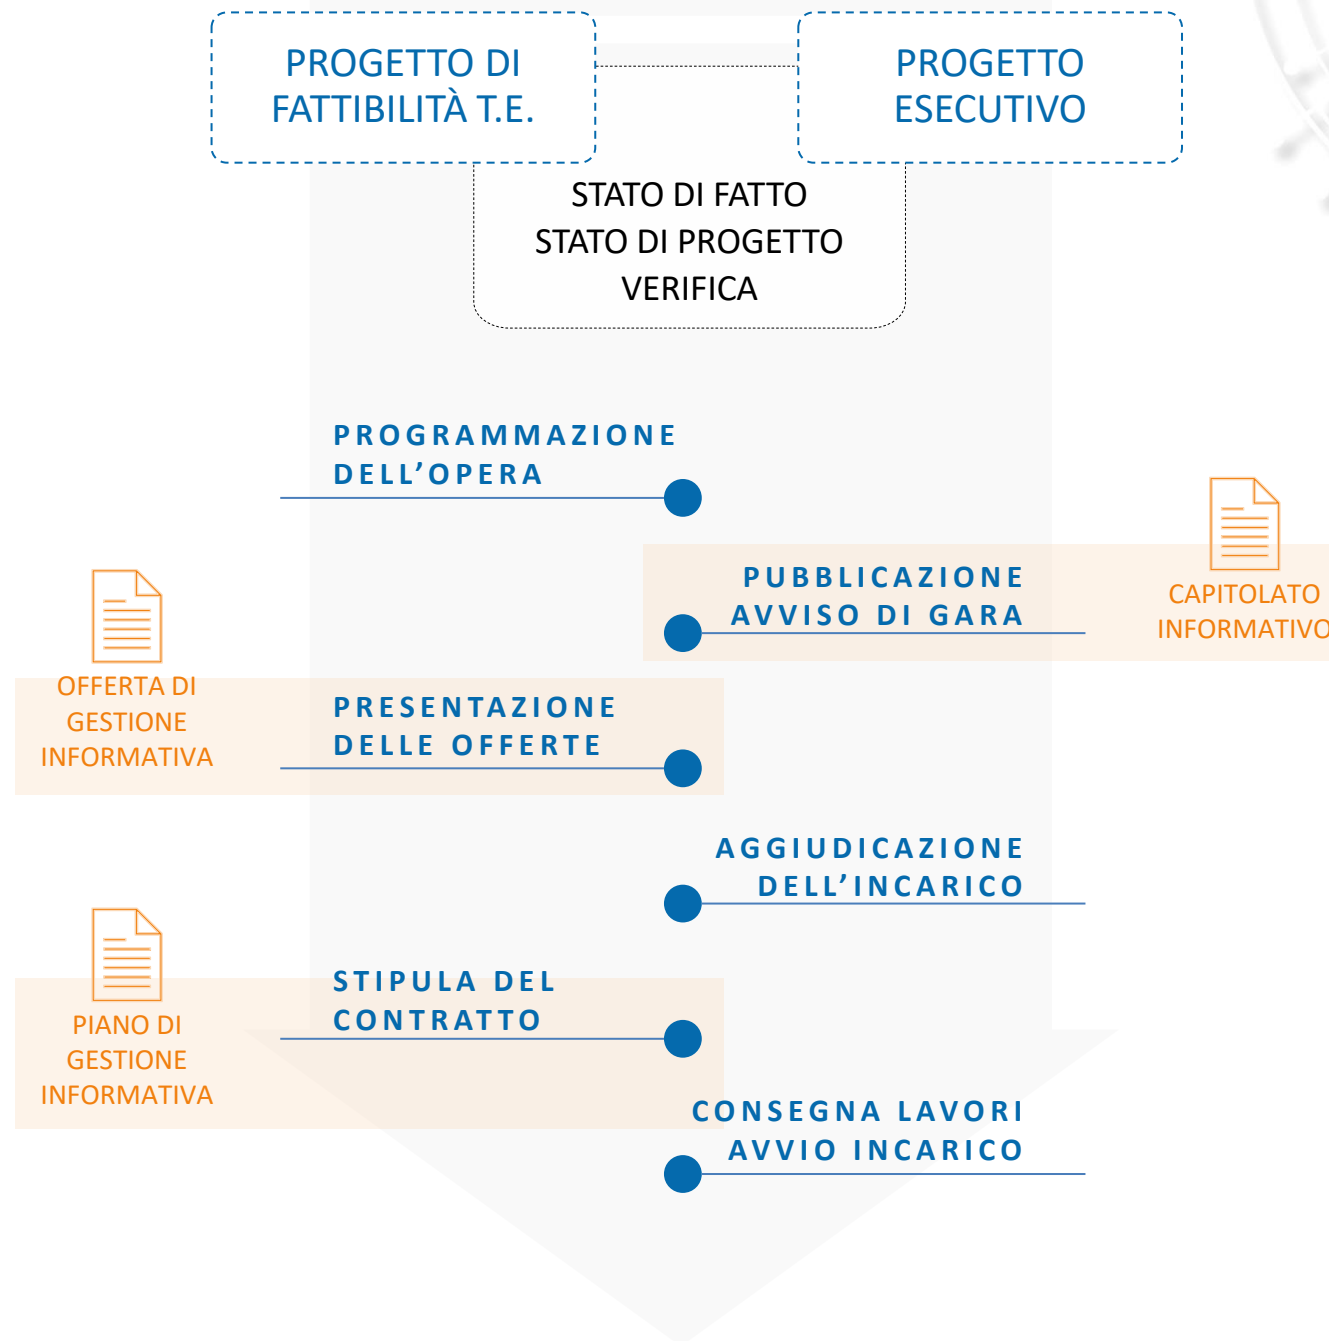 PROGETTO DI
FATTIBILITÀ T.E.
PROGETTO
ESECUTIVO
STATO DI FATTO
STATO DI PROGETTO
VERIFICA
PROGRAMMAZIONE
DELL’OPERA
PUBBLICAZIONE
AVVISO DI GARA
CAPITOLATO
INFORMATIVO
OFFERTA DI
GESTIONE
INFORMATIVA
PRESENTAZIONE
DELLE OFFERTE
AGGIUDICAZIONE
DELL’INCARICO
STIPULA DEL
CONTRATTO
PIANO DI
GESTIONE
INFORMATIVA
CONSEGNA LAVORI
AVVIO INCARICO